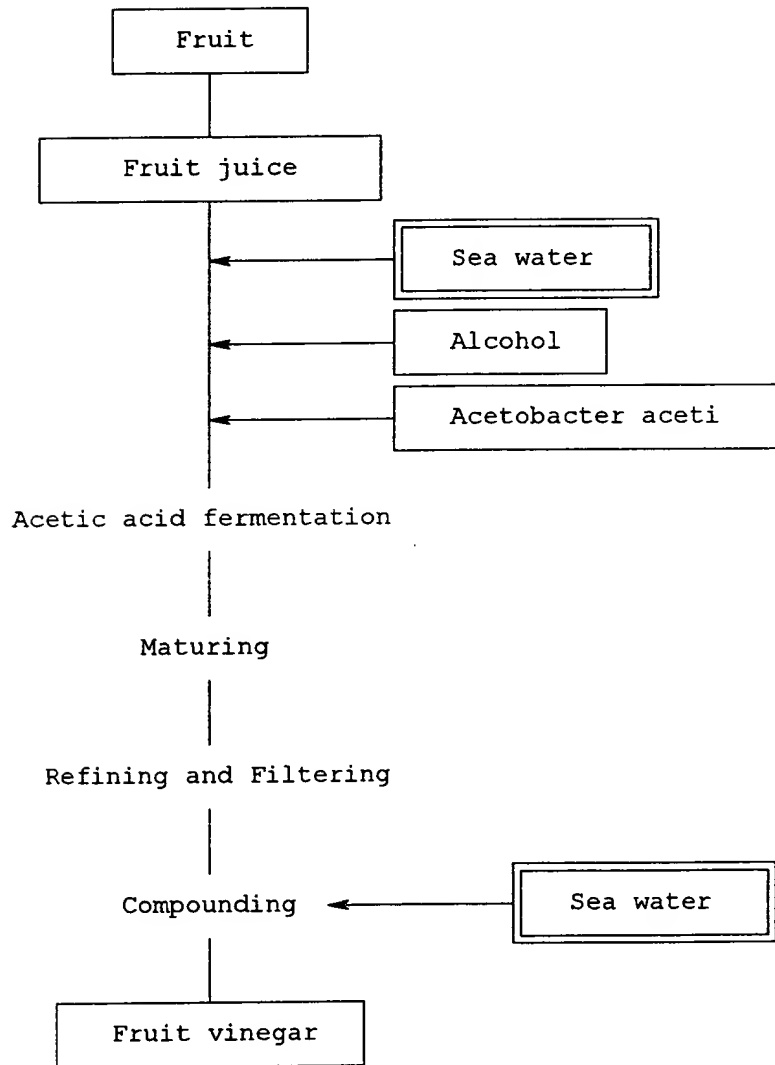 Fruit
Fruit juice
Sea water
Alcohol
Acetobacter aceti
Acetic acid fermentation
Maturing
Refining and Filtering
Compounding
Sea water
Fruit vinegar